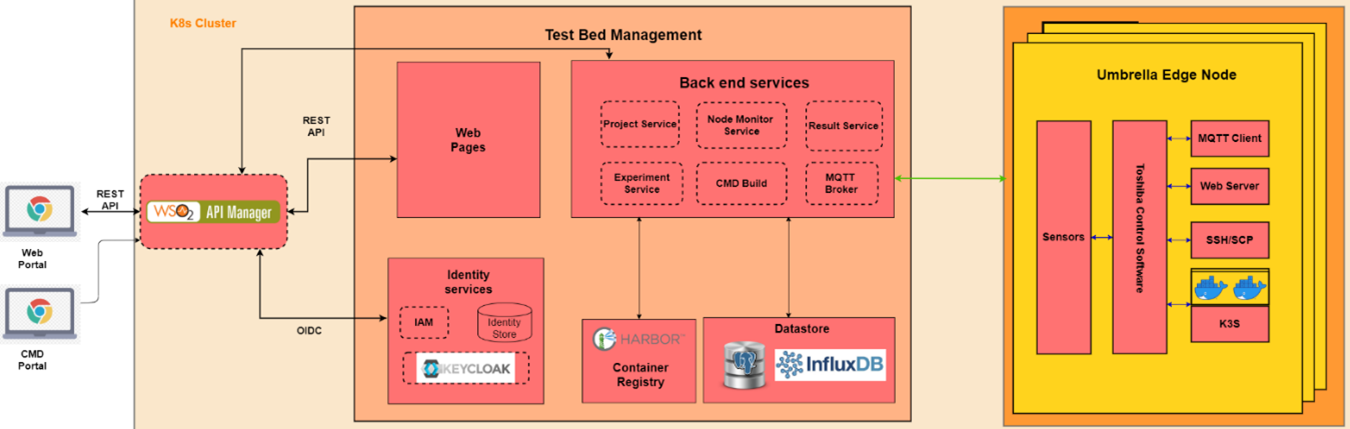 K8s Cluster
Test Bed Management
Umbrella Edge Node
Web
Pages
Back end services
Project Service
Node Monitor
Service
Result Service
Experiment
Service
CMD Build
MQTT
Broker
REST
API
REST
API
WSO2 API Manager
Web
Portal
CMD
Portal
OIDC
Identity
services
IAM
Identity
Store
KEYCLOAK
HARBOR™
Container
Registry
Datastore
InfluxDB
Sensors
Toshiba Control Software
MQTT Client
Web Server
SSH/SCP
K3S